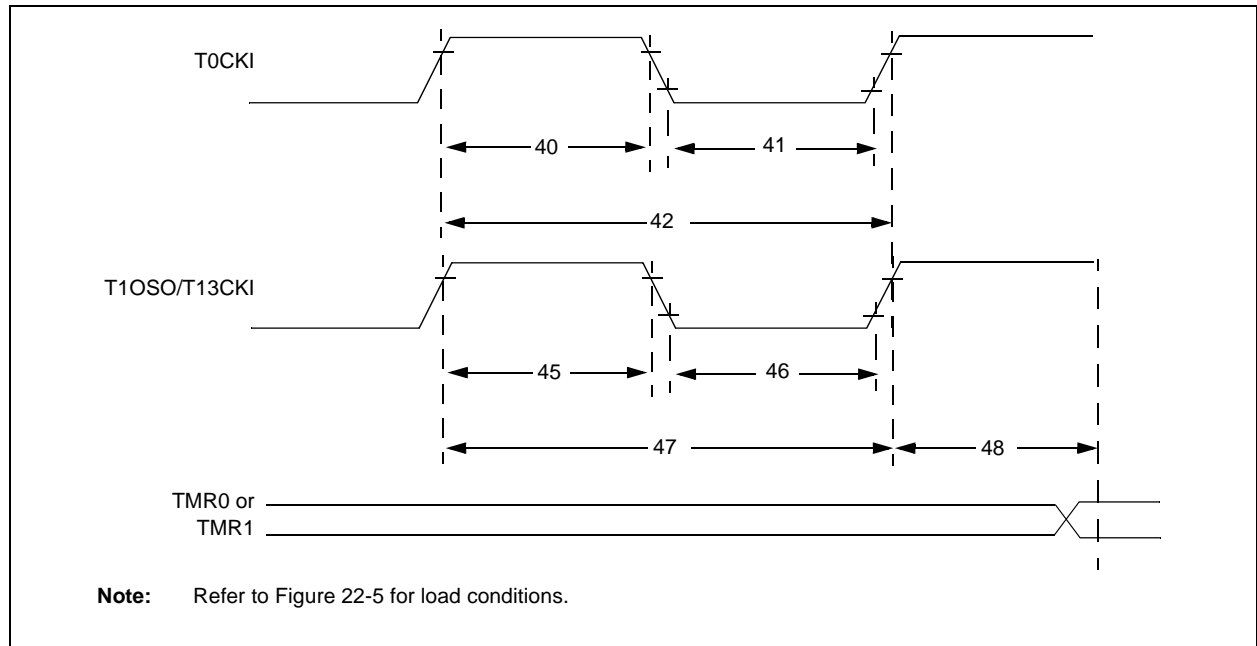 T0CKI
40
41
42
T1OSO/T13CKI
45
46
47
48
TMR0 or
TMR1
Note: Refer to Figure 22-5 for load conditions.